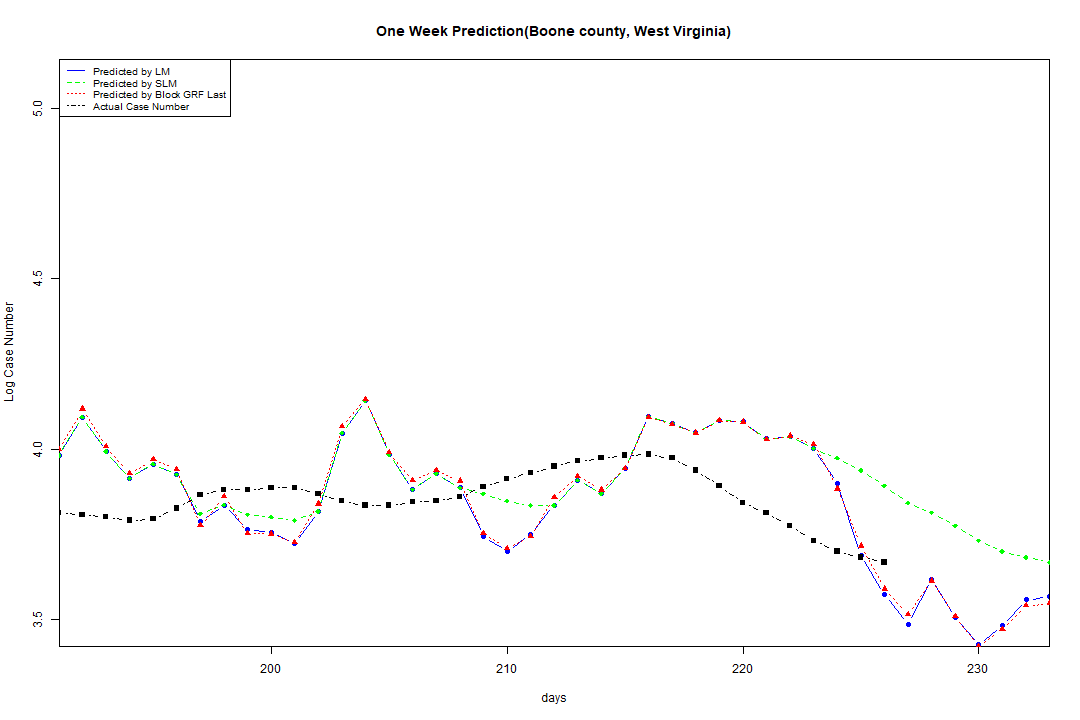 One Week Prediction(Boone county, West Virginia)
Predicted by LM
Predicted by SLM
Predicted by Block GRF Last
Actual Case Number
5.0
4.5
4.0
3.5
Log Case Number
200
210
220
230
days